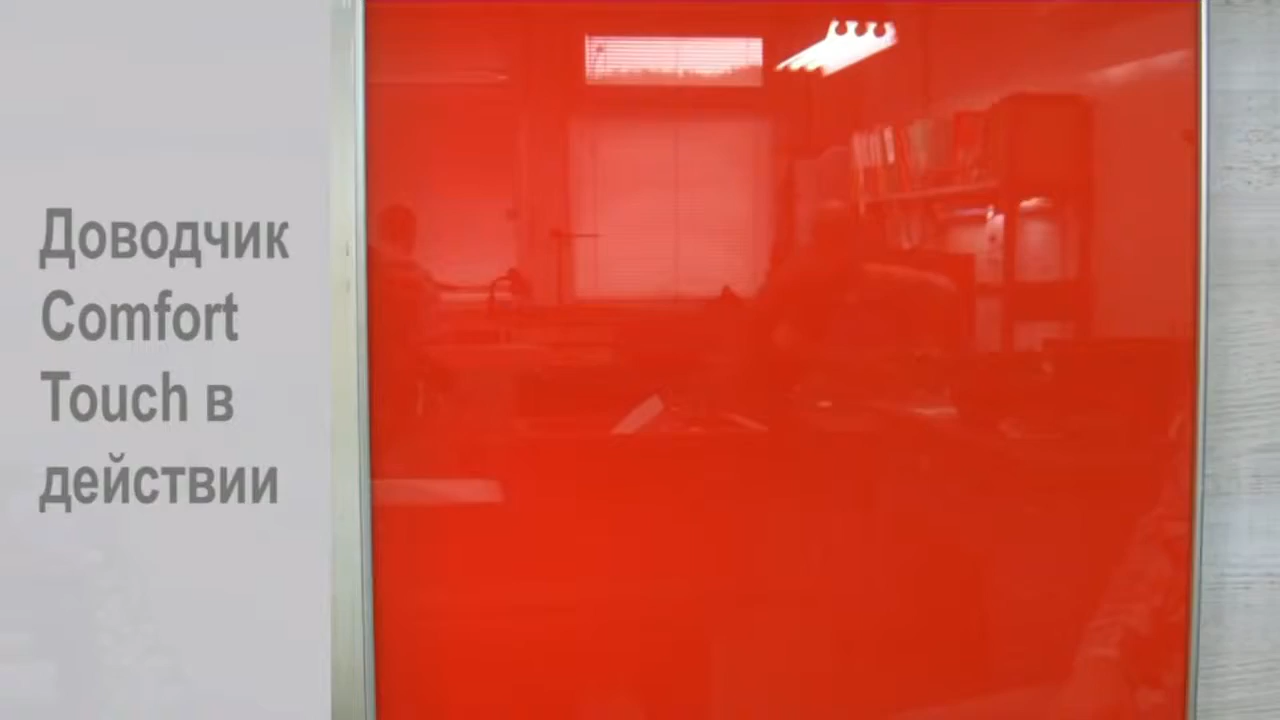 Доводчик
Comfort
Touch в
действии